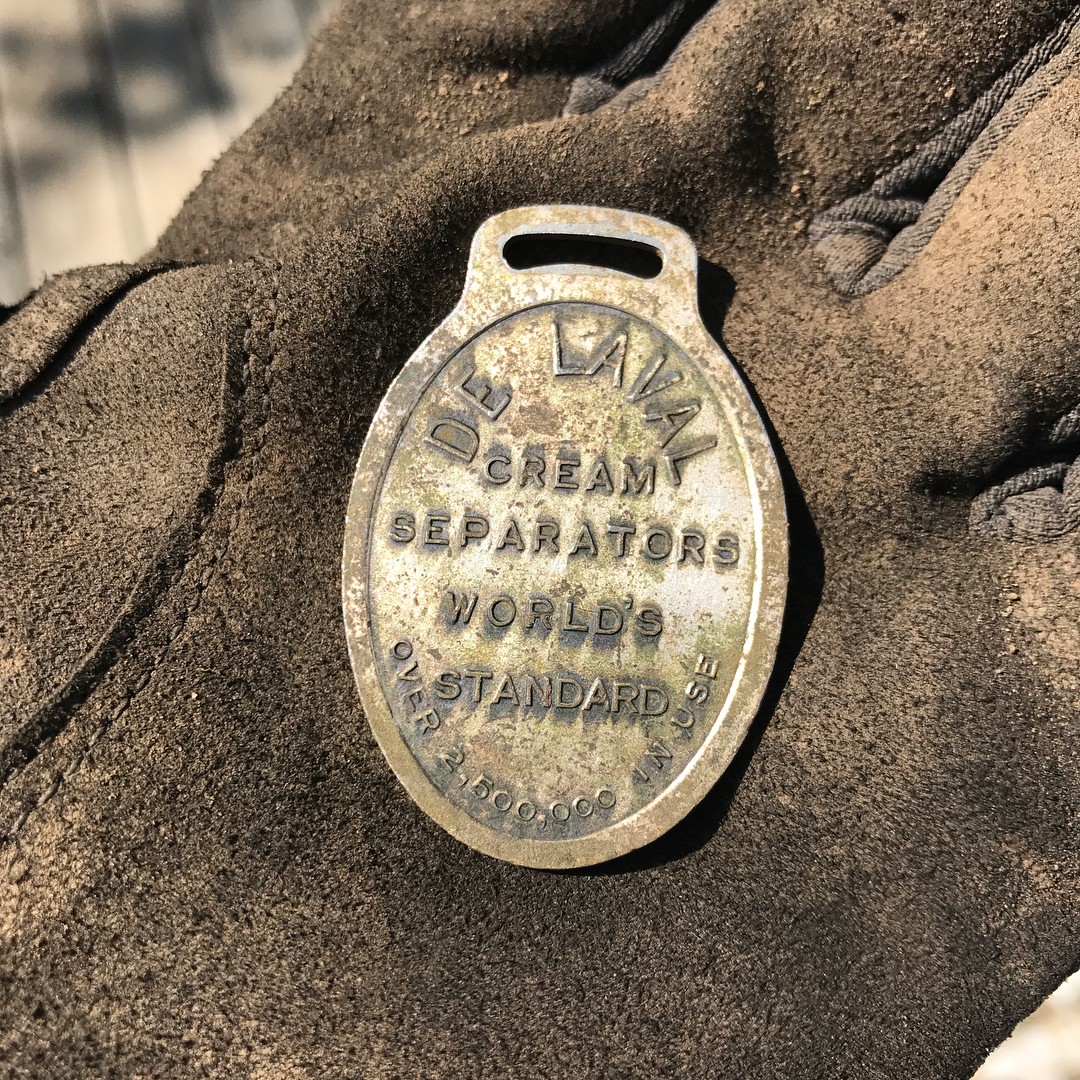 DE LAVAL
CREAM
SEPARATORS
WORLD'S
STANDARD
OVER 2,500,000 IN USE